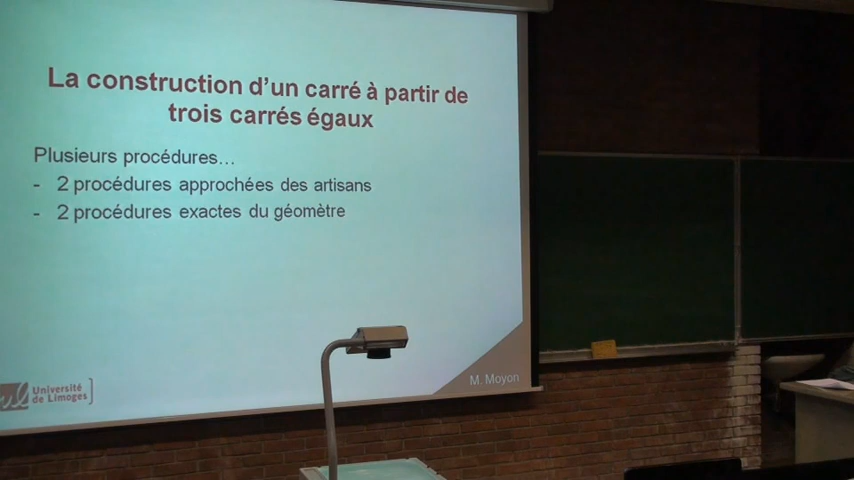 La construction d'un carré à partir de
trois carrés égaux
Plusieurs procédures...
- 2 procédures approchées des artisans
- 2 procédures exactes du géomètre
Université
de Limoges
M. Moyon